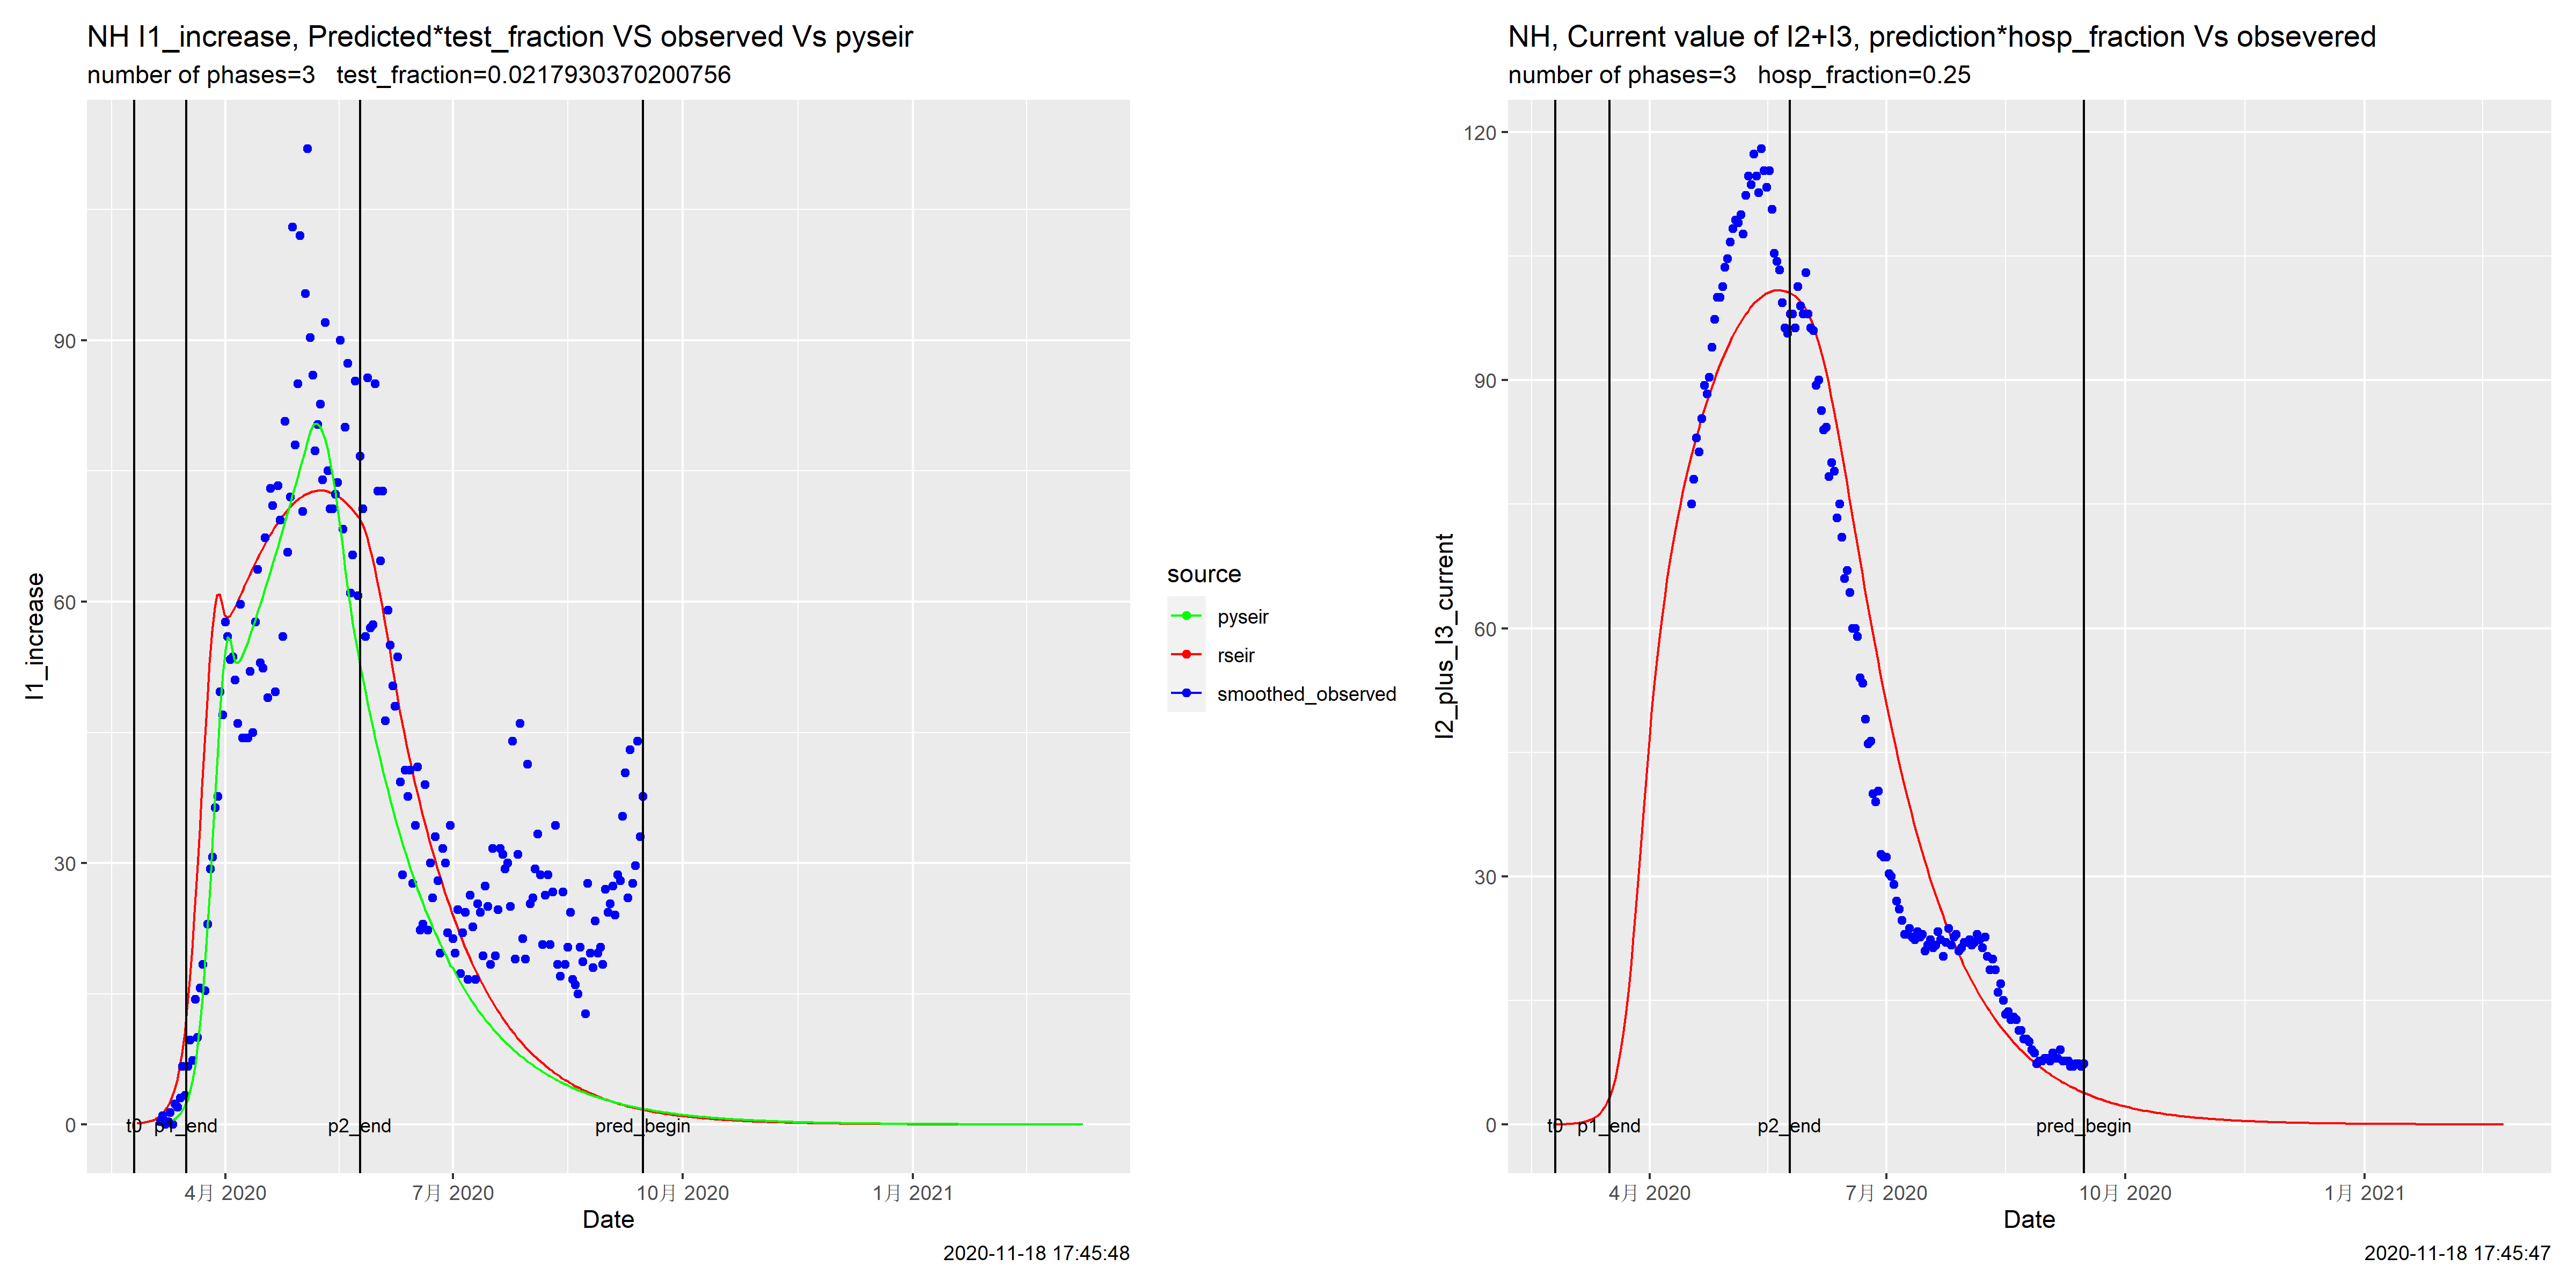 NH I1_increase, Predicted*test_fraction VS observed Vs pyseir
number of phases=3   test_fraction=0.0217930370200756
I1_increase
90
60
30
0
t0
p1_end
p2_end
pred_begin
4月 2020
7月 2020
10月 2020
1月 2021
Date
2020-11-18 17:45:48
source
pyseir
rseir
smoothed_observed
NH, Current value of I2+I3, prediction*hosp_fraction Vs obsevered
number of phases=3   hosp_fraction=0.25
I2_plus_I3_current
120
90
60
30
0
t0
p1_end
p2_end
pred_begin
4月 2020
7月 2020
10月 2020
1月 2021
Date
2020-11-18 17:45:47